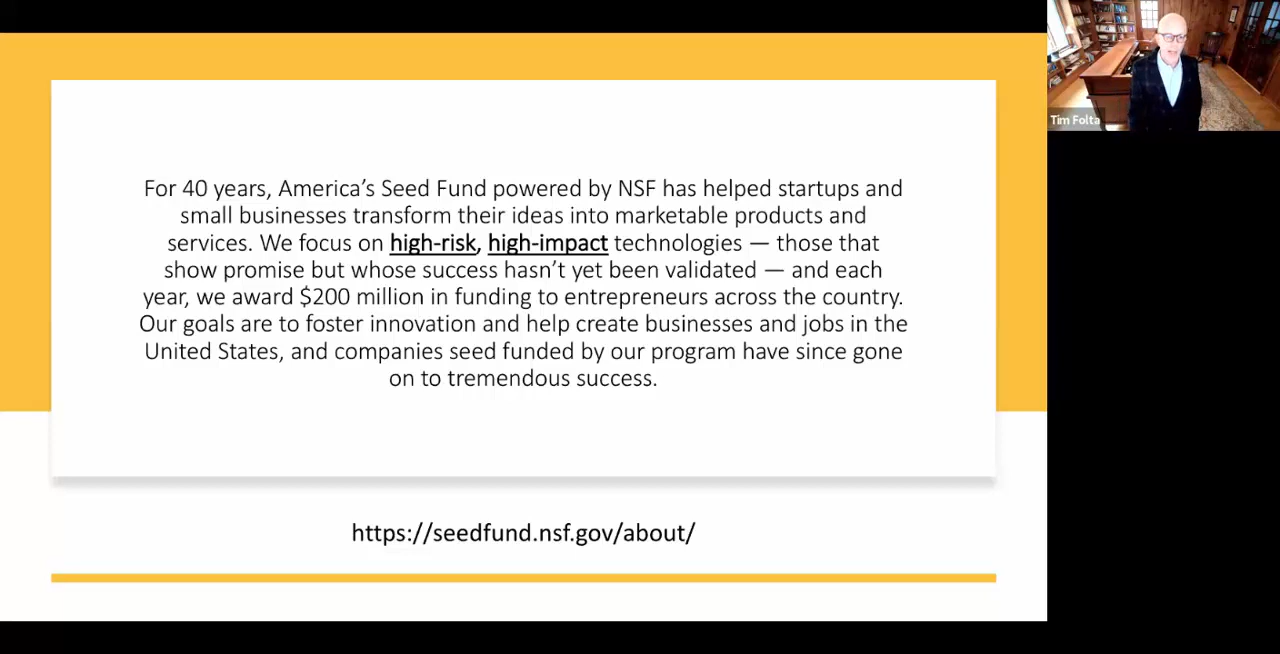 For 40 years, America’s Seed Fund powered by NSF has helped startups and
small businesses transform their ideas into marketable products and
services. We focus on high-risk, high-impact technologies — those that
show promise but whose success hasn’t yet been validated — and each
year, we award $200 million in funding to entrepreneurs across the country.
Our goals are to foster innovation and help create businesses and jobs in the
United States, and companies seed funded by our program have since gone
on to tremendous success.
https://seedfund.nsf.gov/about/
Tim Folta